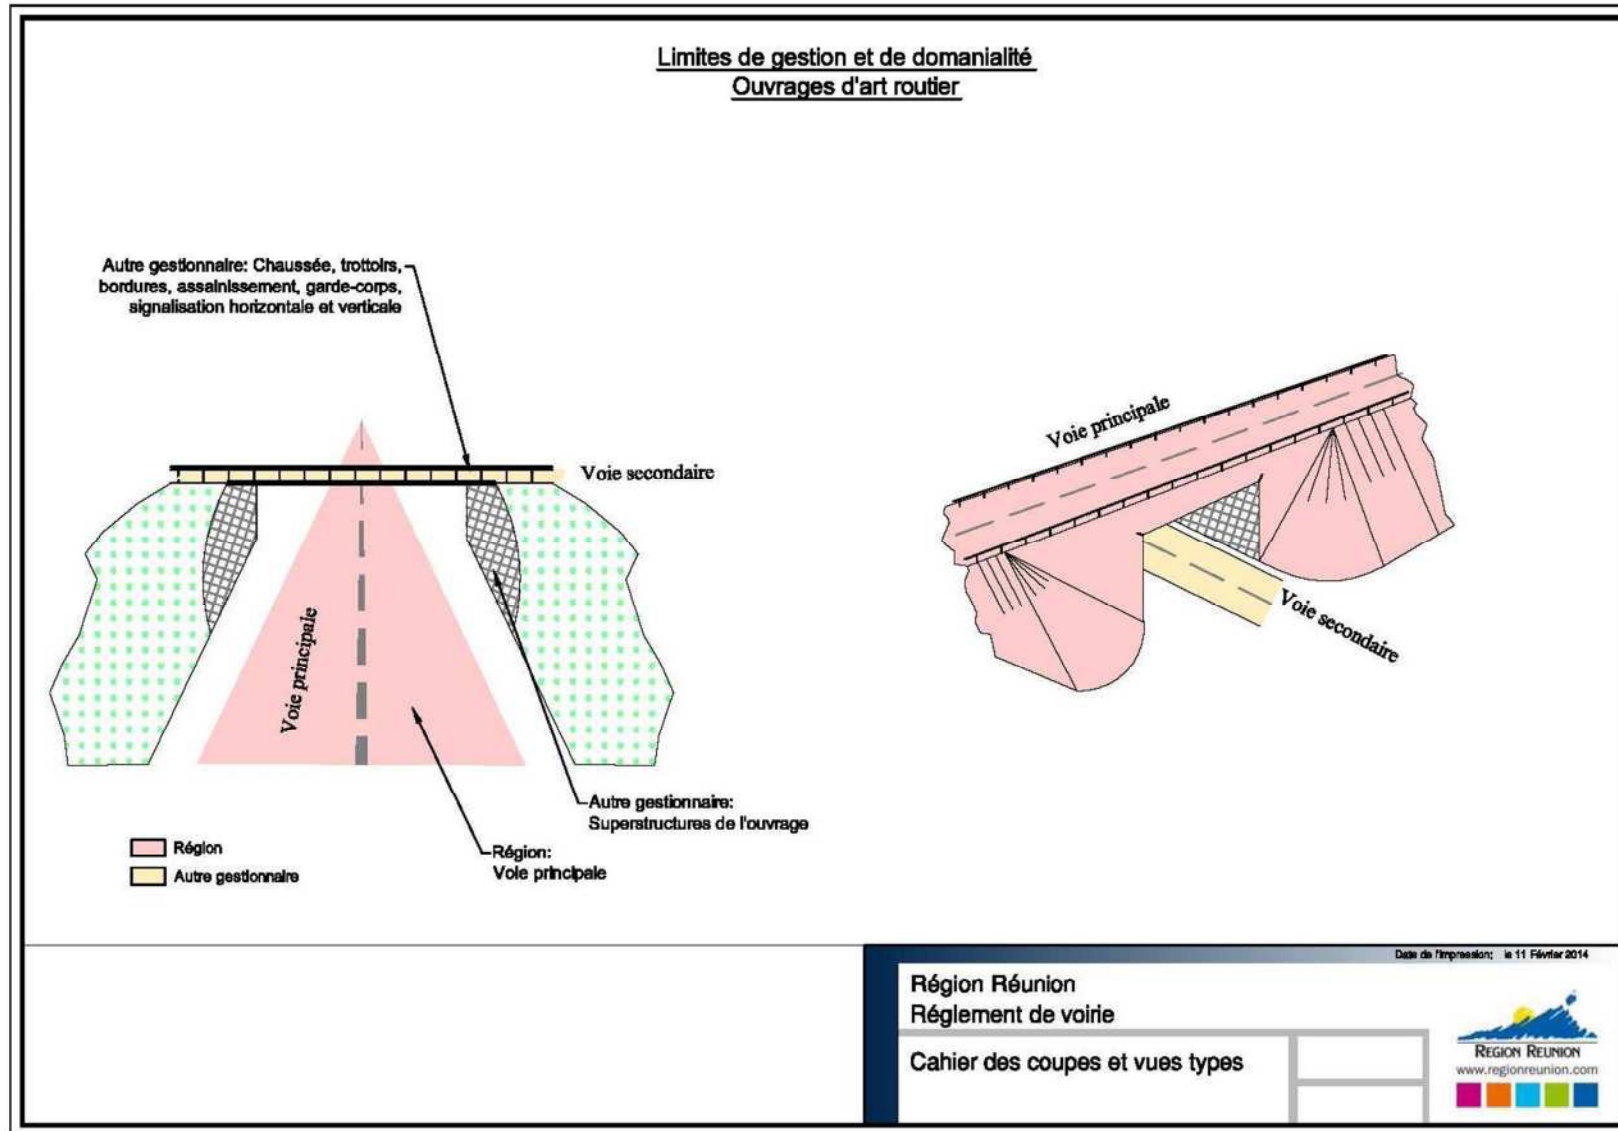 Limites de gestion et de domanialité
Ouvrages d'art routier
Autre gestionnaire: Chaussée, trottoirs,
bordures, assainissement, garde-corps,
signalisation horizontale et verticale
Voie secondaire
Voie principale
Autre gestionnaire:
Superstructures de l'ouvrage
Région:
Voie principale
Région
Autre gestionnaire
Voie principale
Voie secondaire
Date de l'impression; le 11 Février 2014
Région Réunion
Réglement de voirie
Cahier des coupes et vues types
REGION REUNION
www.regionreunion.com